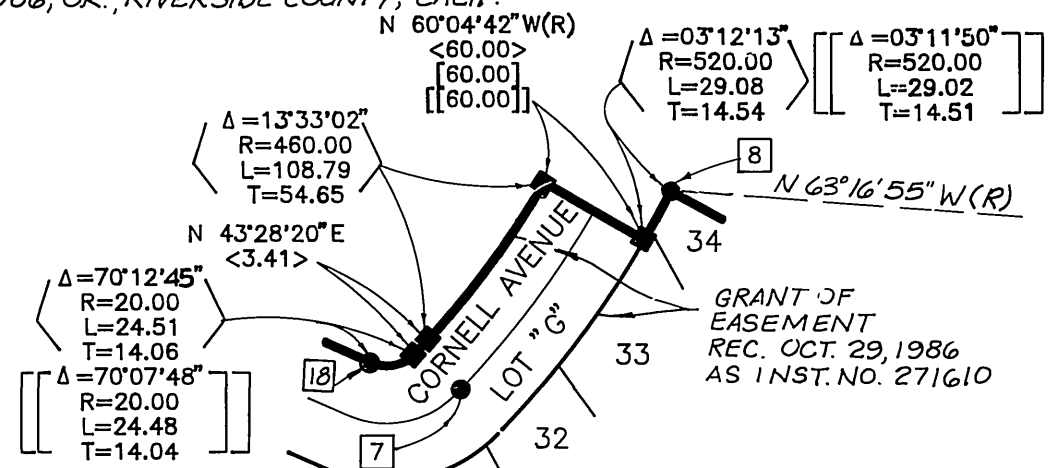 006, O.R., RIVERSIDE COUNTY, CALIF.
N 60°04'42"W(R)
<60.00>
[60.00]
[[60.00]]
Δ=03°12'13"
R=520.00
L=29.08
T=14.54
Δ=03°11'50"
R=520.00
L=29.02
T=14.51
Δ=13°33'02"
R=460.00
L=108.79
T=54.65
8
N 63°16'55" W(R)
N 43°28'20"E
<3.41>
34
CORNELL AVENUE
LOT "G"
GRANT OF
EASEMENT
REC. OCT. 29, 1986
AS INST. NO. 271610
33
Δ=70°12'45"
R=20.00
L=24.51
T=14.06
Δ=70°07'48"
R=20.00
L=24.48
T=14.04
18
7
32